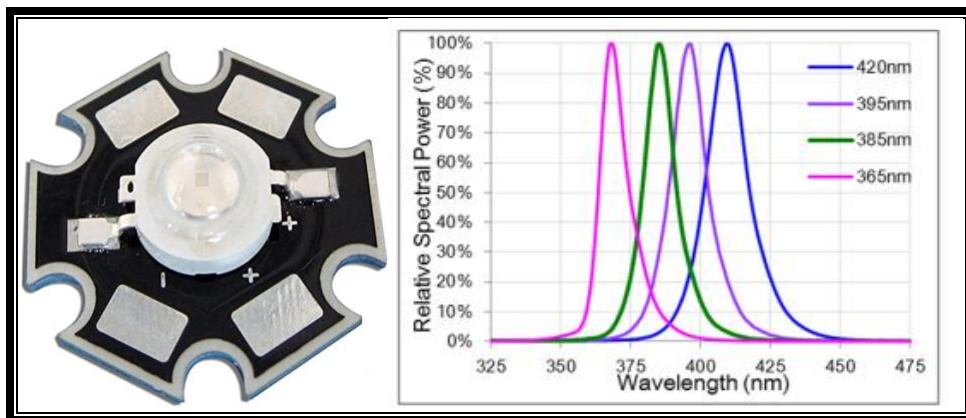 +
- +
Relative Spectral Power (%)
100%
90%
80%
70%
60%
50%
40%
30%
20%
10%
0%
325 350 375 400 425 450 475
Wavelength (nm)
420nm
395nm
385nm
365nm